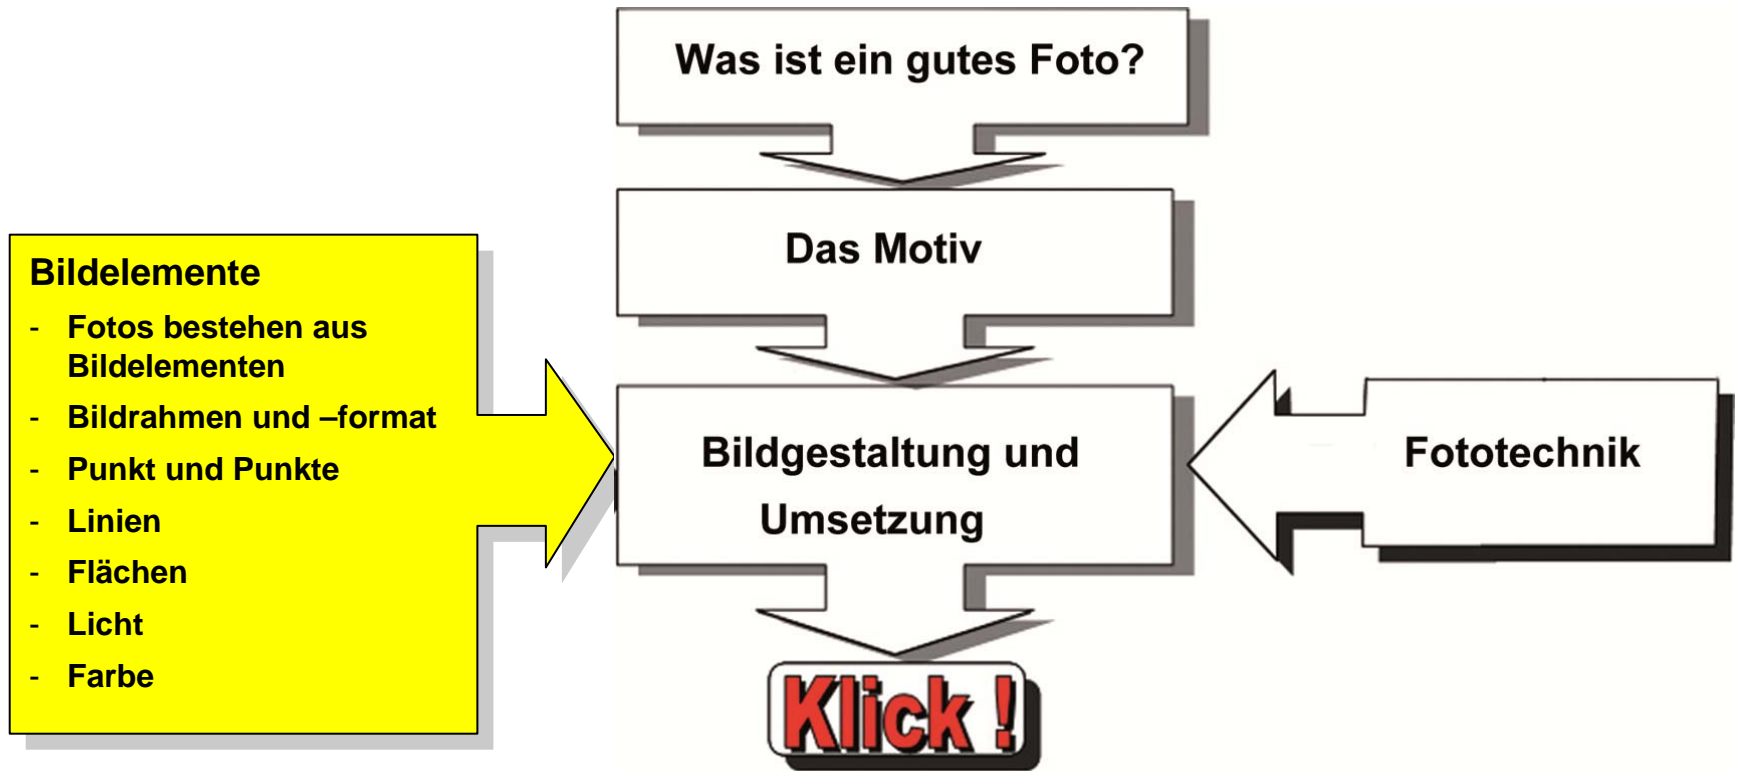 Was ist ein gutes Foto?
Das Motiv
Bildelemente
- Fotos bestehen aus
Bildelementen
- Bildrahmen und –format
- Punkt und Punkte
- Linien
- Flächen
- Licht
- Farbe
Bildgestaltung und
Umsetzung
Fototechnik
Klick !